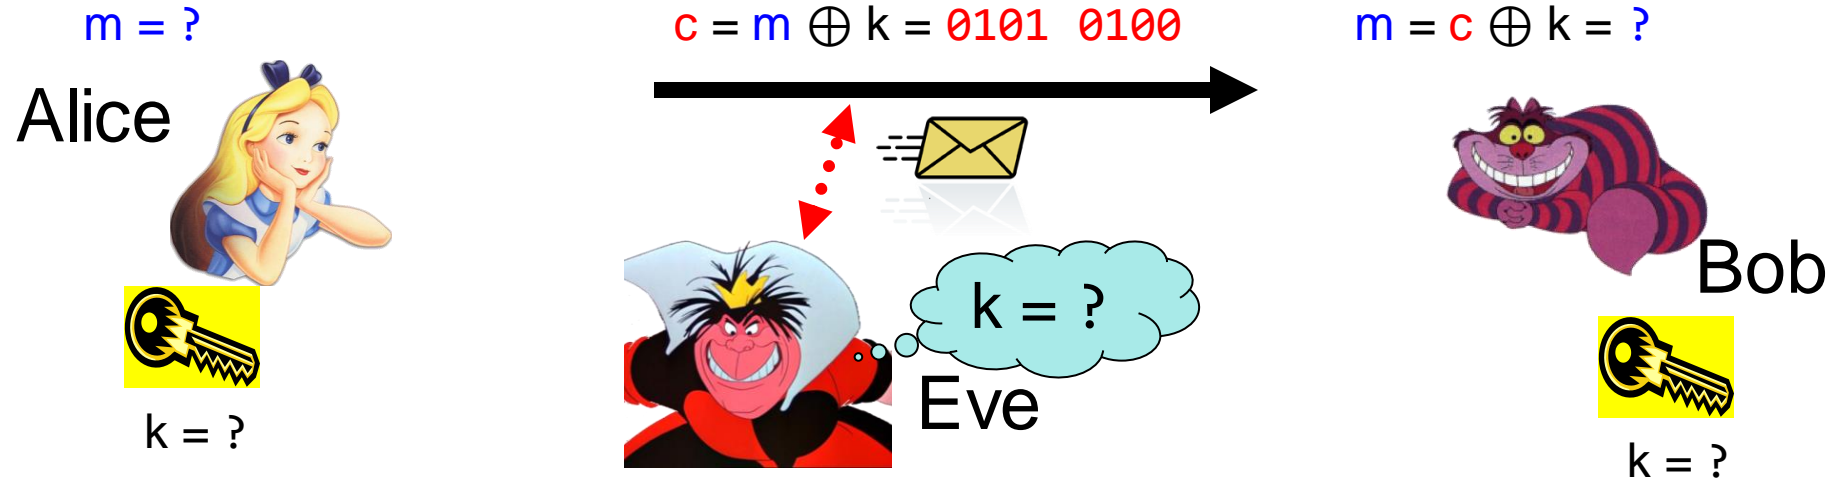 m = ?
c = m ⊕ k = 0101 0100
m = c ⊕ k = ?
Alice
Bob
k = ?
Eve
k = ?
k = ?